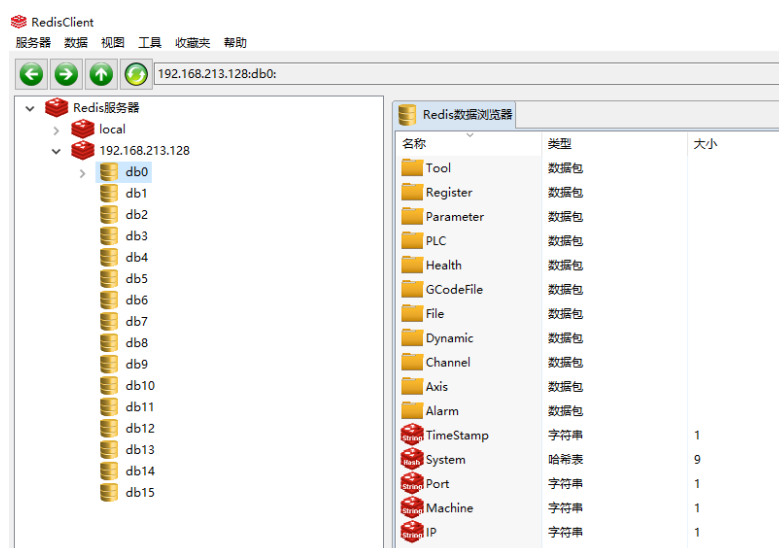 RedisClient
服务器 数据 视图 工具 收藏夹 帮助
192.168.213.128:db0:
Redis服务器
local
192.168.213.128
db0
db1
db2
db3
db4
db5
db6
db7
db8
db9
db10
db11
db12
db13
db14
db15
Redis数据浏览器
名称 类型 大小
Tool 数据包
Register 数据包
Parameter 数据包
PLC 数据包
Health 数据包
GCodeFile 数据包
File 数据包
Dynamic 数据包
Channel 数据包
Axis 数据包
Alarm 数据包
String TimeStamp 字符串 1
Hash System 哈希表 9
String Port 字符串 1
String Machine 字符串 1
String IP 字符串 1